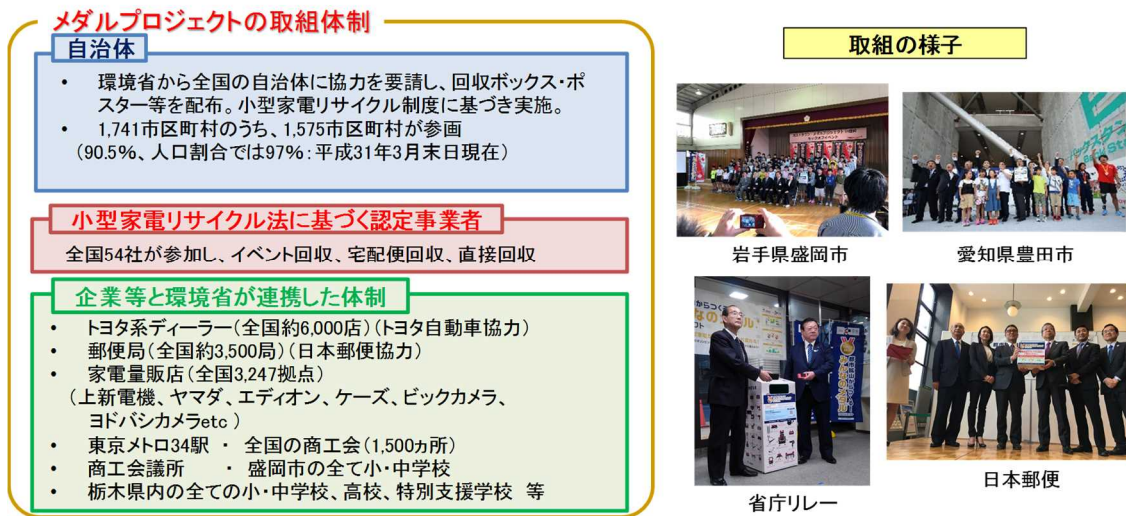 メダルプロジェクトの取組体制
自治体
• 環境省から全国の自治体に協力を要請し、回収ボックス・ポ
スター等を配布。小型家電リサイクル制度に基づき実施。
• 1,741市区町村のうち、1,575市区町村が参画
（90.5％、人口割合では97％：平成31年3月末日現在）
小型家電リサイクル法に基づく認定事業者
全国54社が参加し、イベント回収、宅配便回収、直接回収
企業等と環境省が連携した体制
• トヨタ系ディーラー（全国約6,000店）（トヨタ自動車協力）
• 郵便局（全国約3,500局）（日本郵便協力）
• 家電量販店（全国3,247拠点）
（上新電機、ヤマダ、エディオン、ケーズ、ビックカメラ、
ヨドバシカメラetc ）
• 東京メトロ34駅 ・ 全国の商工会（1,500ヵ所）
• 商工会議所 ・ 盛岡市の全て小・中学校
• 栃木県内の全ての小・中学校、高校、特別支援学校 等
取組の様子
岩手県盛岡市
愛知県豊田市
省庁リレー
日本郵便